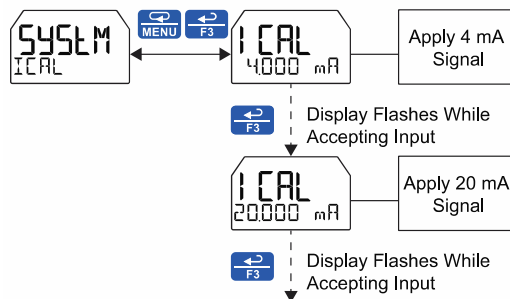 SYSTEM
ICAL
MENU
F3
I CAL
4.000 mA
Apply 4 mA
Signal
F3
Display Flashes While
Accepting Input
I CAL
20.000 mA
Apply 20 mA
Signal
F3
Display Flashes While
Accepting Input